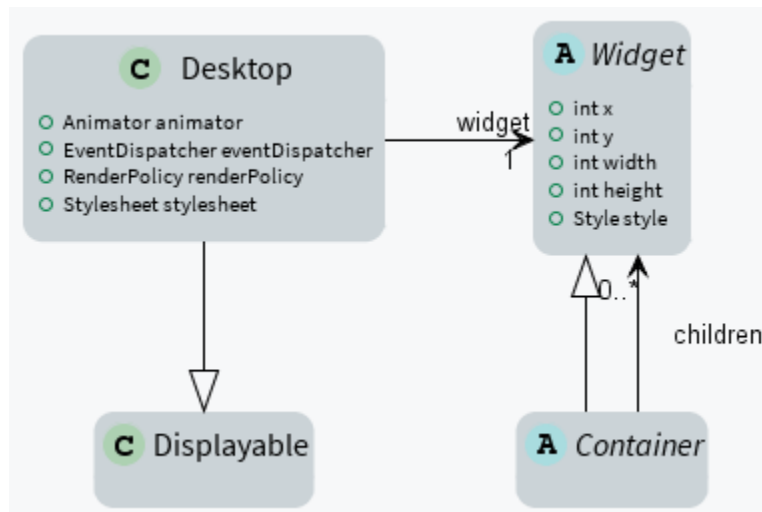 C Desktop
Animator animator
EventDispatcher eventDispatcher
RenderPolicy renderPolicy
Stylesheet stylesheet
widget
1
A Widget
int x
int y
int width
int height
Style style
0..*
children
C Displayable
A Container